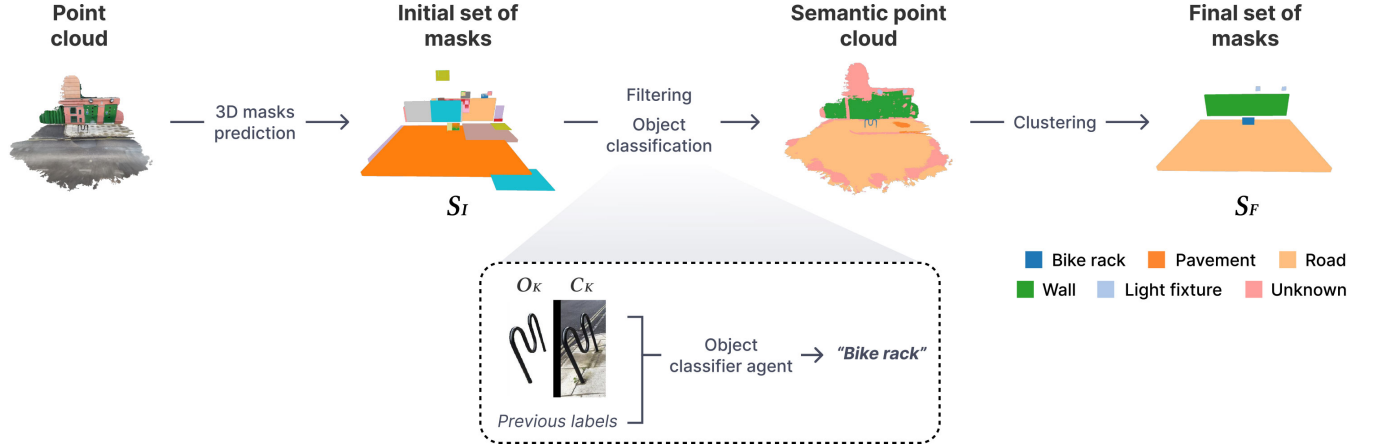 Point
cloud
Initial set of
masks
Semantic point
cloud
Final set of
masks
3D masks
prediction
Filtering
Object
classification
Clustering
S_I
S_F
Bike rack
Pavement
Road
Wall
Light fixture
Unknown
O_K
C_K
Object
classifier agent
“Bike rack”
Previous labels